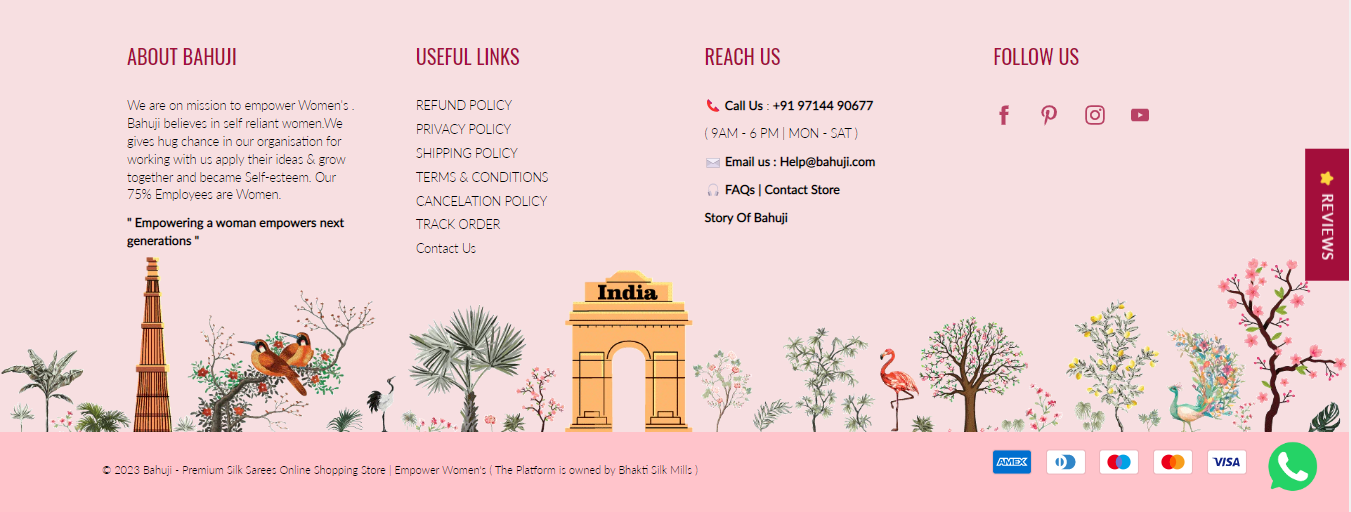 ABOUT BAHUJI
We are on mission to empower Women's .
Bahuji believes in self reliant women.We
gives hug chance in our organisation for
working with us apply their ideas & grow
together and became Self-esteem. Our
75% Employees are Women.
" Empowering a woman empowers next
generations "
USEFUL LINKS
REFUND POLICY
PRIVACY POLICY
SHIPPING POLICY
TERMS & CONDITIONS
CANCELATION POLICY
TRACK ORDER
Contact Us
REACH US
Call Us : +91 97144 90677
( 9AM - 6 PM | MON - SAT )
Email us : Help@bahuji.com
FAQs | Contact Store
Story Of Bahuji
FOLLOW US
REVIEWS
India
© 2023 Bahuji - Premium Silk Sarees Online Shopping Store | Empower Women's ( The Platform is owned by Bhakti Silk Mills )
AMEX
VISA